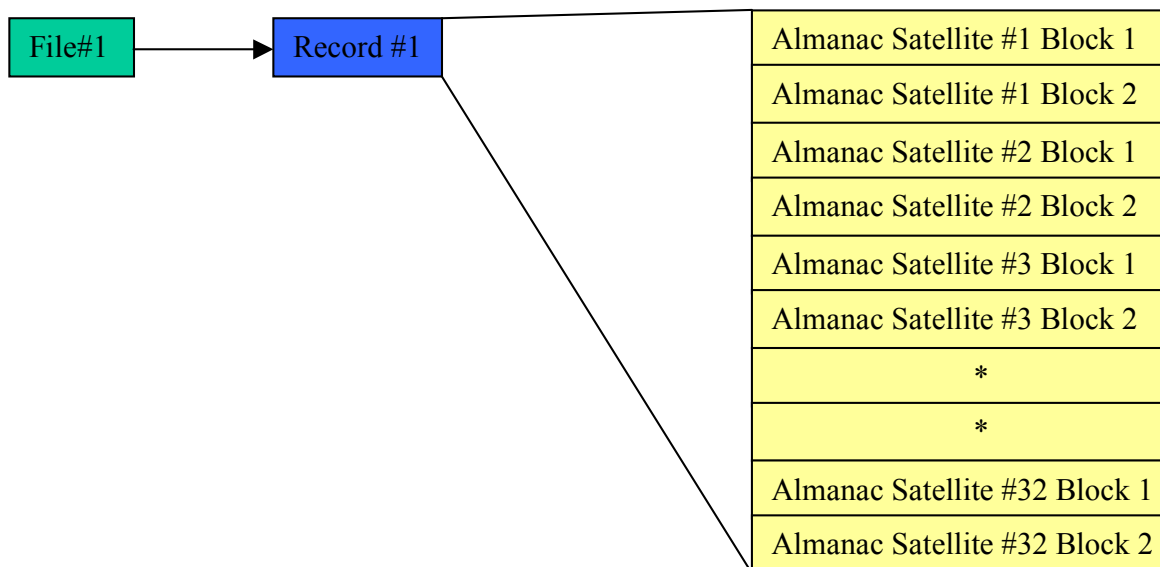 File#1
Record #1
Almanac Satellite #1 Block 1
Almanac Satellite #1 Block 2
Almanac Satellite #2 Block 1
Almanac Satellite #2 Block 2
Almanac Satellite #3 Block 1
Almanac Satellite #3 Block 2
*
*
Almanac Satellite #32 Block 1
Almanac Satellite #32 Block 2